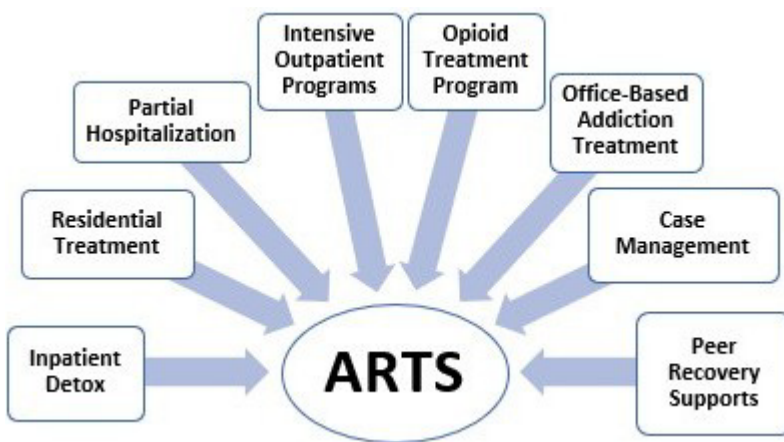 Inpatient
Detox
Residential
Treatment
Partial
Hospitalization
Intensive
Outpatient
Programs
Opioid
Treatment
Program
Office-Based
Addiction
Treatment
Case
Management
Peer
Recovery
Supports
ARTS